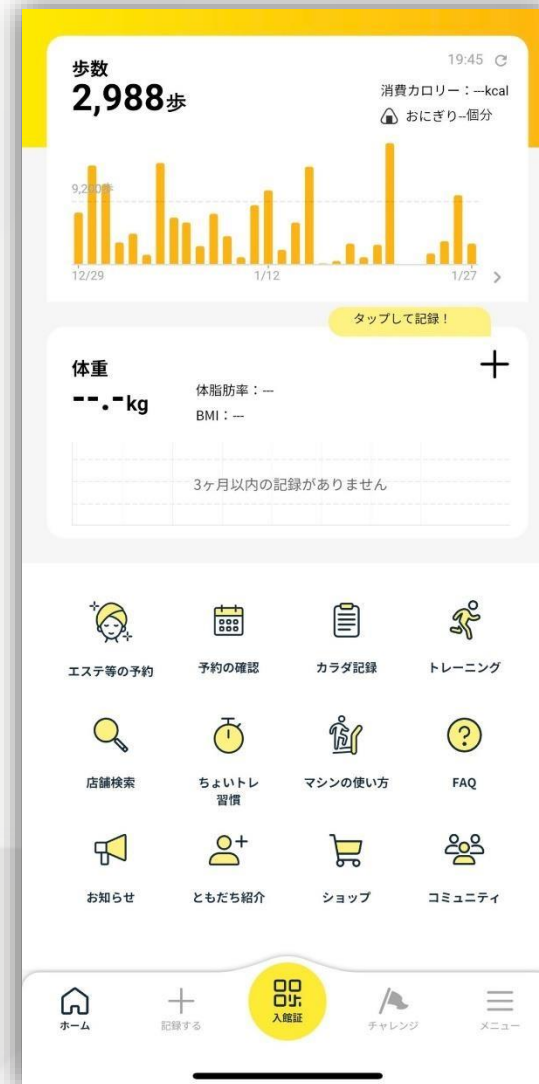 19:45
歩数
2,988歩
消費カロリー：---kcal
おにぎり--個分
9,200歩
12/29 1/12 1/27
タップして記録！
体重
--.-kg
体脂肪率：---
BMI：---
3ヶ月以内の記録がありません
エステ等の予約 予約の確認 カラダ記録 トレーニング
店舗検索 ちょいトレ マシンの使い方 FAQ
習慣
お知らせ ともだち紹介 ショップ コミュニティ
ホーム 記録する 入館証 チャレンジ メニュー